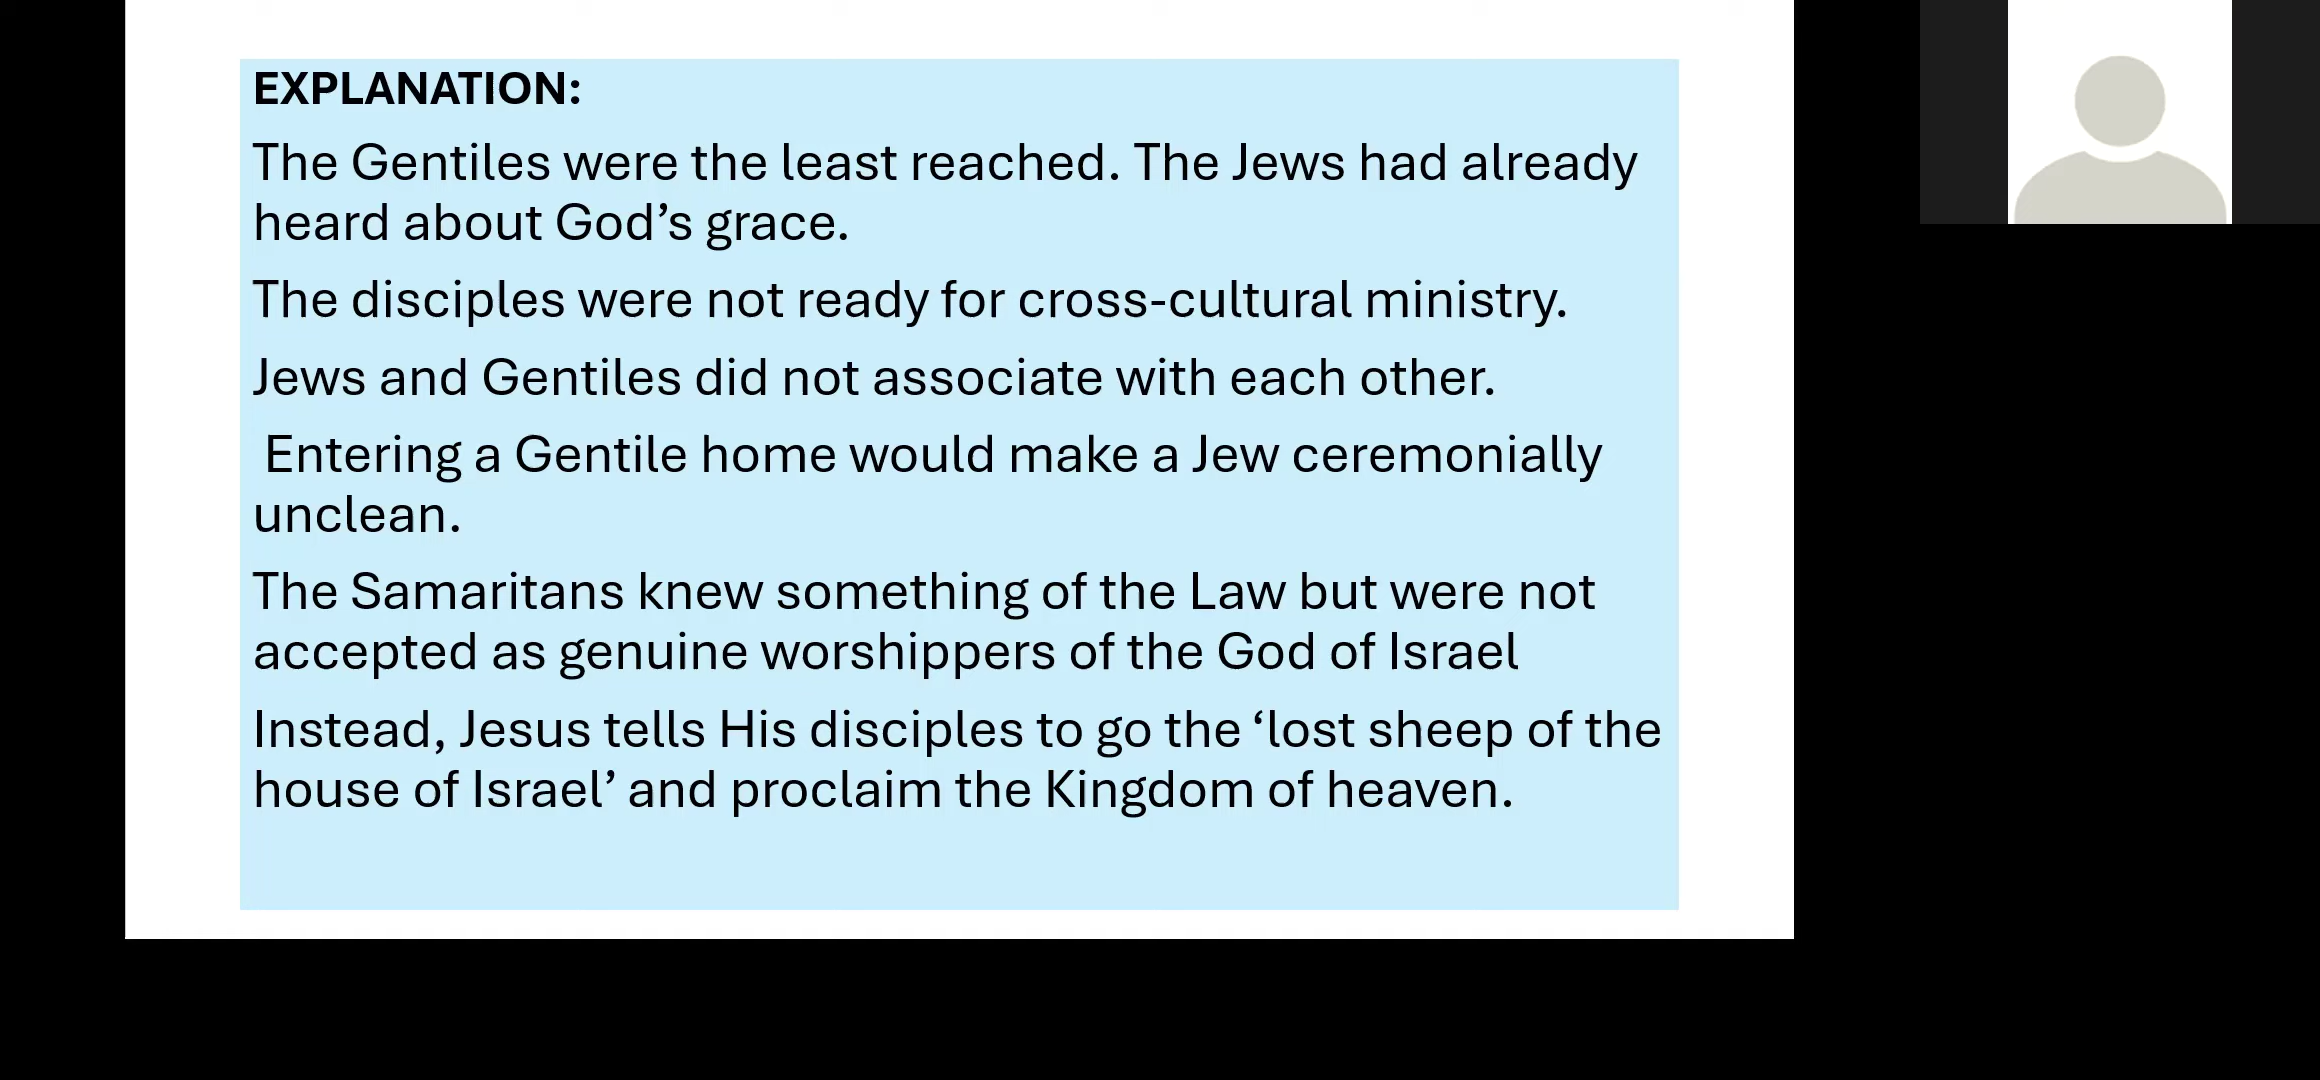 EXPLANATION:
The Gentiles were the least reached. The Jews had already
heard about God’s grace.
The disciples were not ready for cross-cultural ministry.
Jews and Gentiles did not associate with each other.
Entering a Gentile home would make a Jew ceremonially
unclean.
The Samaritans knew something of the Law but were not
accepted as genuine worshippers of the God of Israel
Instead, Jesus tells His disciples to go the ‘lost sheep of the
house of Israel’ and proclaim the Kingdom of heaven.